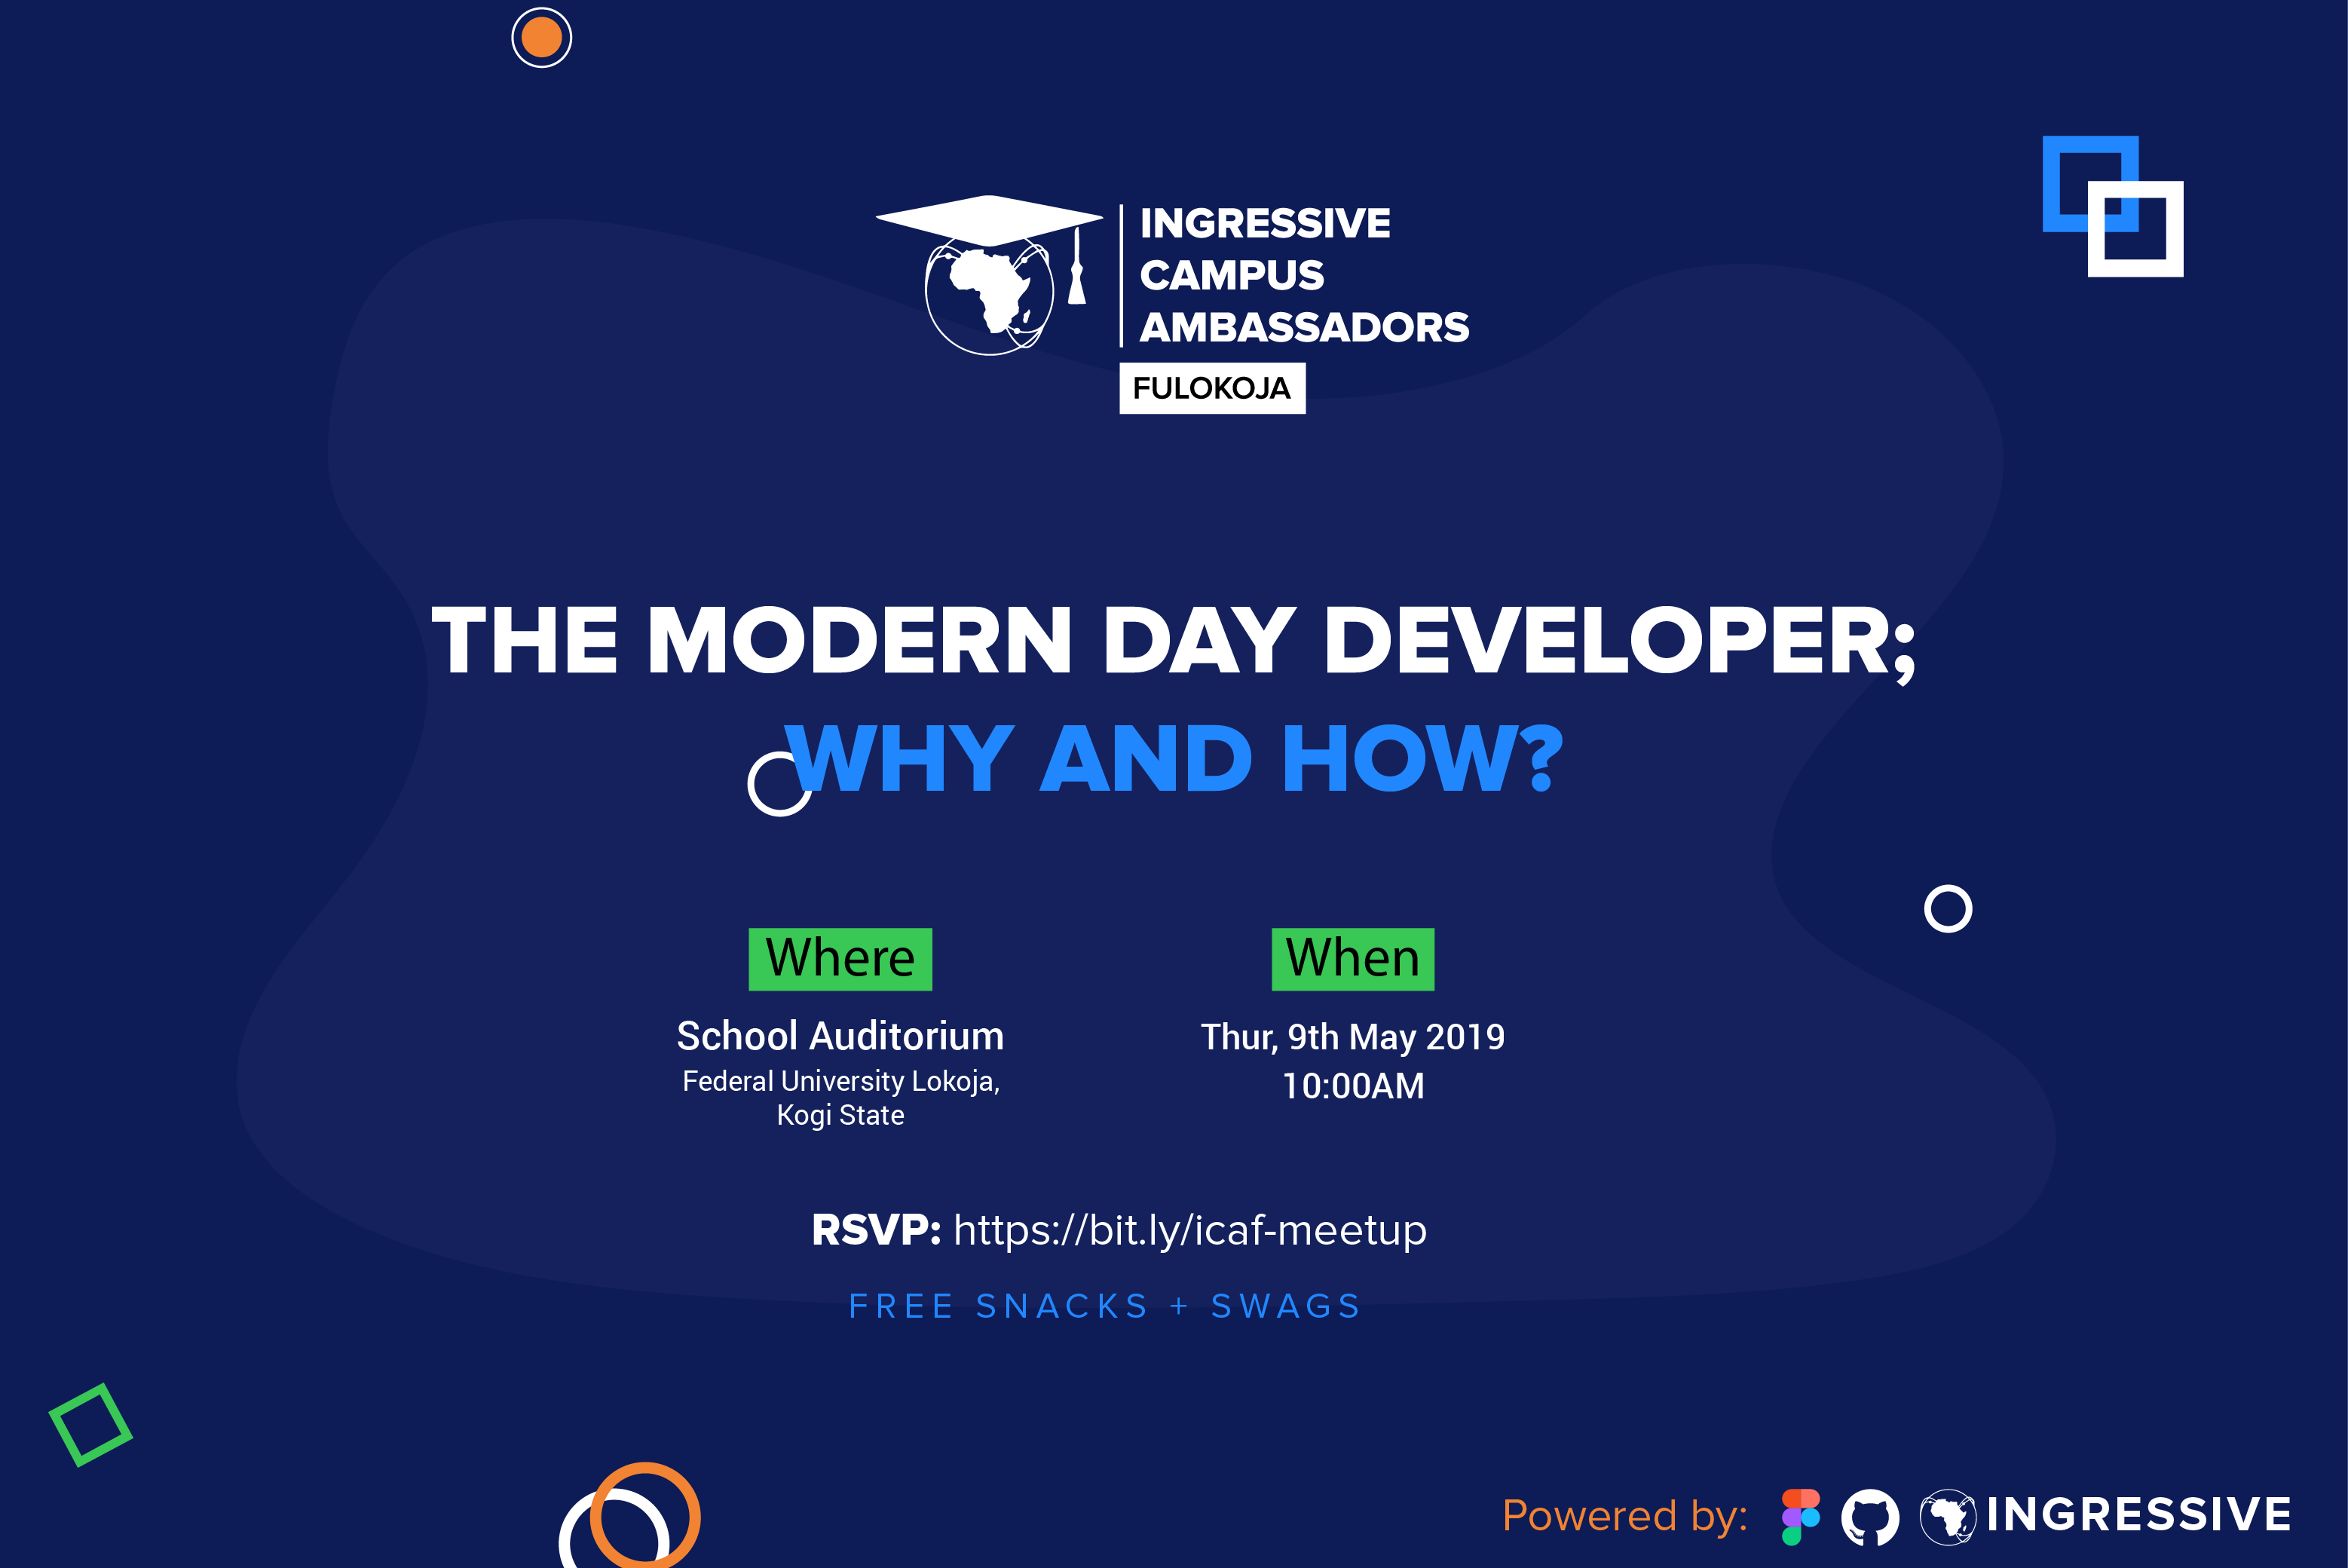 INGRESSIVE
CAMPUS
AMBASSADORS
FULOKOJA
THE MODERN DAY DEVELOPER;
WHY AND HOW?
Where
School Auditorium
Federal University Lokoja,
Kogi State
When
Thur, 9th May 2019
10:00AM
RSVP: https://bit.ly/icaf-meetup
FREE SNACKS + SWAGS
Powered by: INGRESSIVE